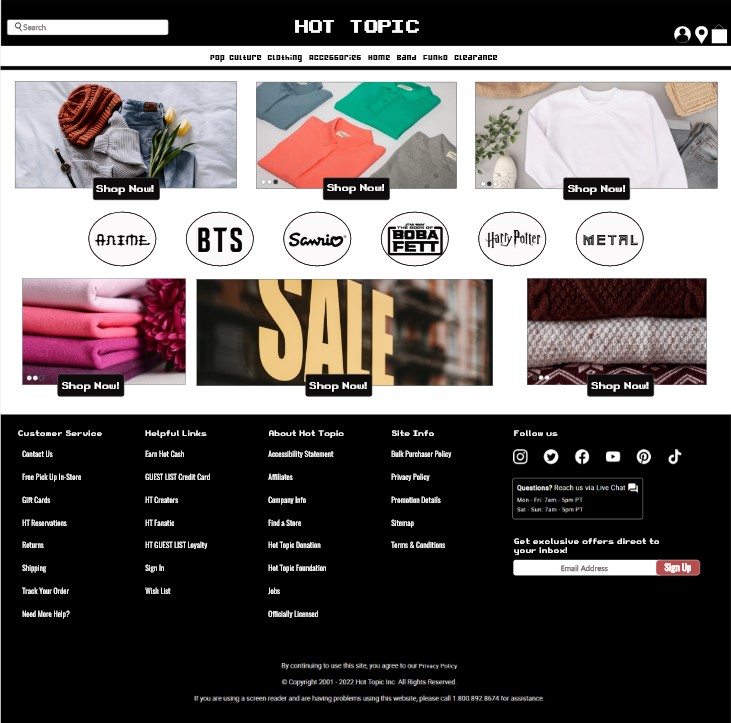 Search
HOT TOPIC
Pop Culture Clothing Accessories Home Band Funko Clearance
Shop Now! Shop Now! Shop Now!
ANIME BTS Sanrio STAR WARS THE BOOK OF BOBA FETT Harry Potter METAL
SALE
Shop Now! Shop Now! Shop Now!
Customer Service Helpful Links About Hot Topic Site Info Follow us
Contact Us Earn Hot Cash Accessibility Statement Bulk Purchaser Policy
Free Pick Up In-Store GUEST LIST Credit Card Affiliates Privacy Policy
Gift Cards HT Creators Company Info Promotion Details
HT Reservations HT Fanatic Find a Store Sitemap
Returns HT GUEST LIST Loyalty Hot Topic Donation Terms & Conditions
Shipping Sign In Hot Topic Foundation
Track Your Order Wish List Jobs
Need More Help? Officially Licensed
Questions? Reach us via Live Chat
Mon - Fri: 7am - 5pm PT
Sat - Sun: 7am - 5pm PT
Get exclusive offers direct to
your inbox!
Email Address Sign Up
By continuing to use this site, you agree to our Privacy Policy
© Copyright 2001 - 2022 Hot Topic Inc. All Rights Reserved.
If you are using a screen reader and are having problems using this website, please call 1.800.892.8674 for assistance.